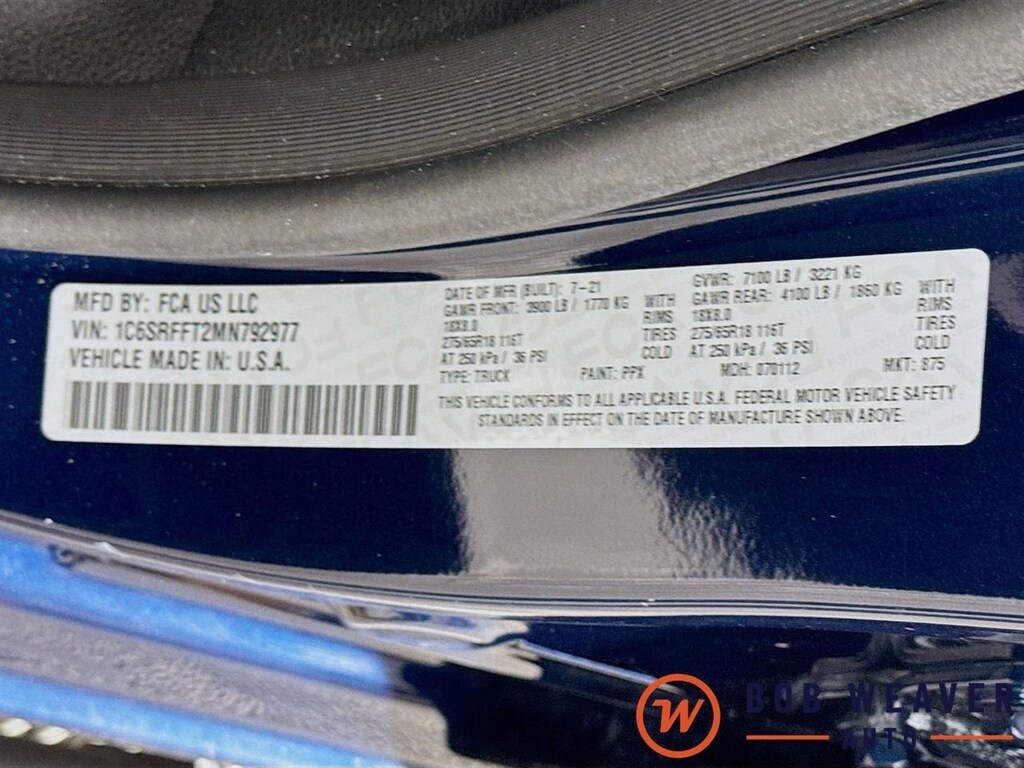 MFD BY: FCA US LLC
VIN: 1C6SRFFT2MN792977
VEHICLE MADE IN: U.S.A.
DATE OF MFR (BUILT): 7-21
GAWR FRONT: 3900 LB / 1770 KG
18X8.0
275/65R18 116T
AT 250 kPa / 36 PSI
WITH
RIMS
TIRES
COLD
GVWR: 7100 LB / 3221 KG
GAWR REAR: 4100 LB / 1860 KG
18X8.0
275/65R18 116T
AT 250 kPa / 36 PSI
WITH
RIMS
TIRES
COLD
TYPE: TRUCK PAINT: PPX MDH: 070112 MKT: 875
THIS VEHICLE CONFORMS TO ALL APPLICABLE U.S.A. FEDERAL MOTOR VEHICLE SAFETY
STANDARDS IN EFFECT ON THE DATE OF MANUFACTURE SHOWN ABOVE.
W
BOB WEAVER
AUTO